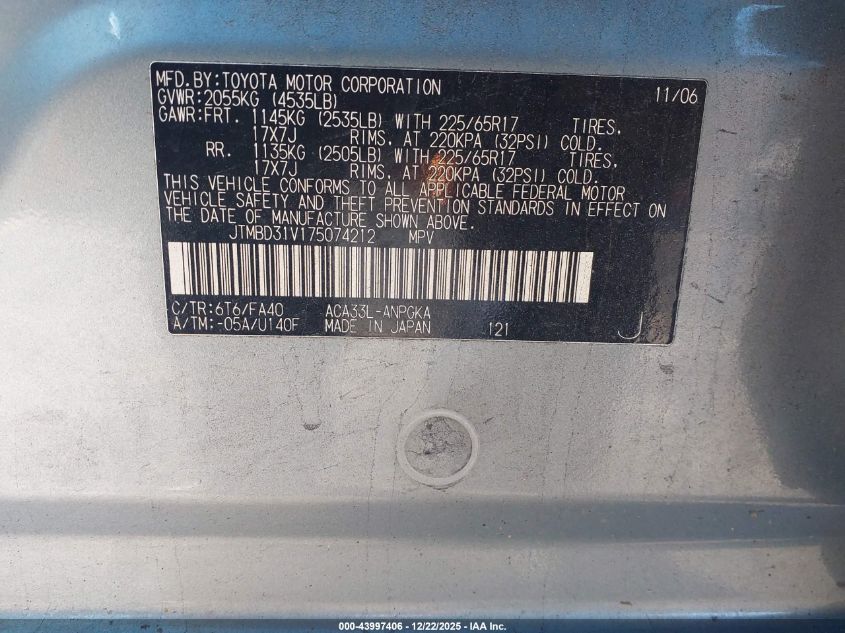 MFD.BY:TOYOTA MOTOR CORPORATION 11/06
GVWR:2055KG (4535LB)
GAWR:FRT. 1145KG (2535LB) WITH 225/65R17 TIRES,
17X7J RIMS, AT 220KPA (32PSI) COLD.
RR. 1135KG (2505LB) WITH 225/65R17 TIRES,
17X7J RIMS, AT 220KPA (32PSI) COLD.
THIS VEHICLE CONFORMS TO ALL APPLICABLE FEDERAL MOTOR
VEHICLE SAFETY AND THEFT PREVENTION STANDARDS IN EFFECT ON
THE DATE OF MANUFACTURE SHOWN ABOVE.
JTMBD31V175074212 MPV
C/TR:6T6/FA40 ACA33L-ANPGKA
A/TM:-05A/U140F MADE IN JAPAN 121 J
000-43997406 - 12/22/2025 - IAA Inc.